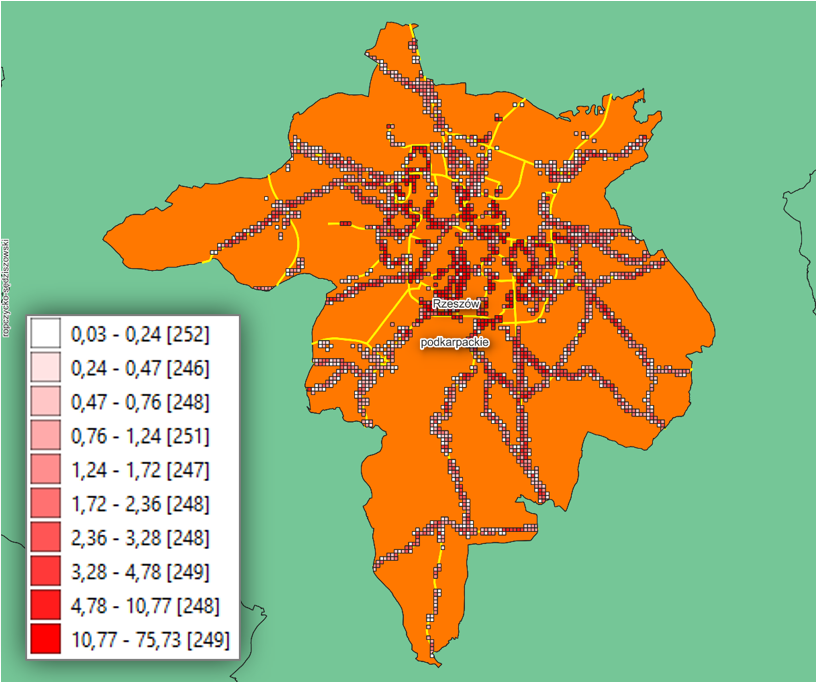 ropczycko-sędziszowski
Rzeszów
podkarpackie
0,03 - 0,24 [252]
0,24 - 0,47 [246]
0,47 - 0,76 [248]
0,76 - 1,24 [251]
1,24 - 1,72 [247]
1,72 - 2,36 [248]
2,36 - 3,28 [248]
3,28 - 4,78 [249]
4,78 - 10,77 [248]
10,77 - 75,73 [249]